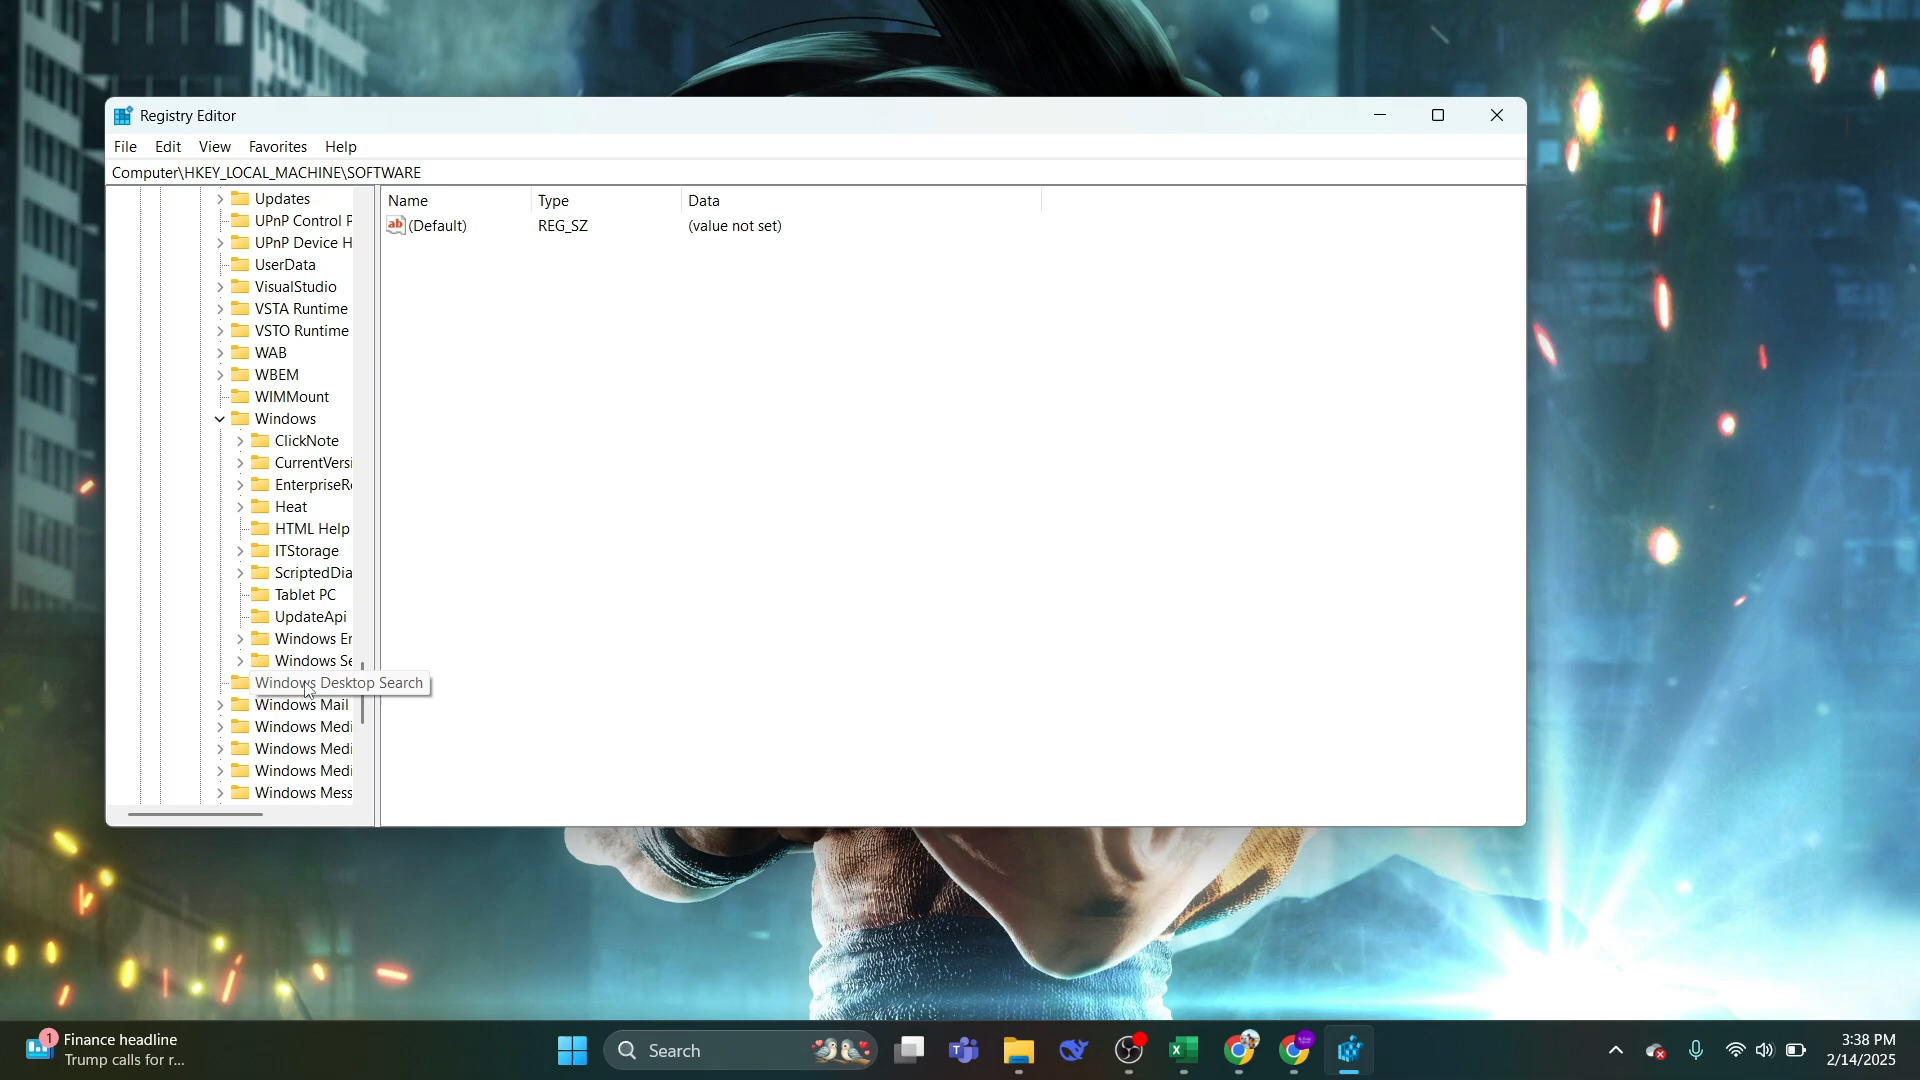 Registry Editor
File Edit View Favorites Help
Computer\HKEY_LOCAL_MACHINE\SOFTWARE
Updates
UPnP Control P
UPnP Device H
UserData
VisualStudio
VSTA Runtime
VSTO Runtime
WAB
WBEM
WIMMount
Windows
ClickNote
CurrentVersi
EnterpriseRe
Heat
HTML Help
ITStorage
ScriptedDia
Tablet PC
UpdateApi
Windows Er
Windows Se
Windows Desktop Search
Windows Mail
Windows Medi
Windows Medi
Windows Medi
Windows Mess
Name Type Data
ab (Default) REG_SZ (value not set)
1 Finance headline
Trump calls for r...
Search
3:38 PM
2/14/2025